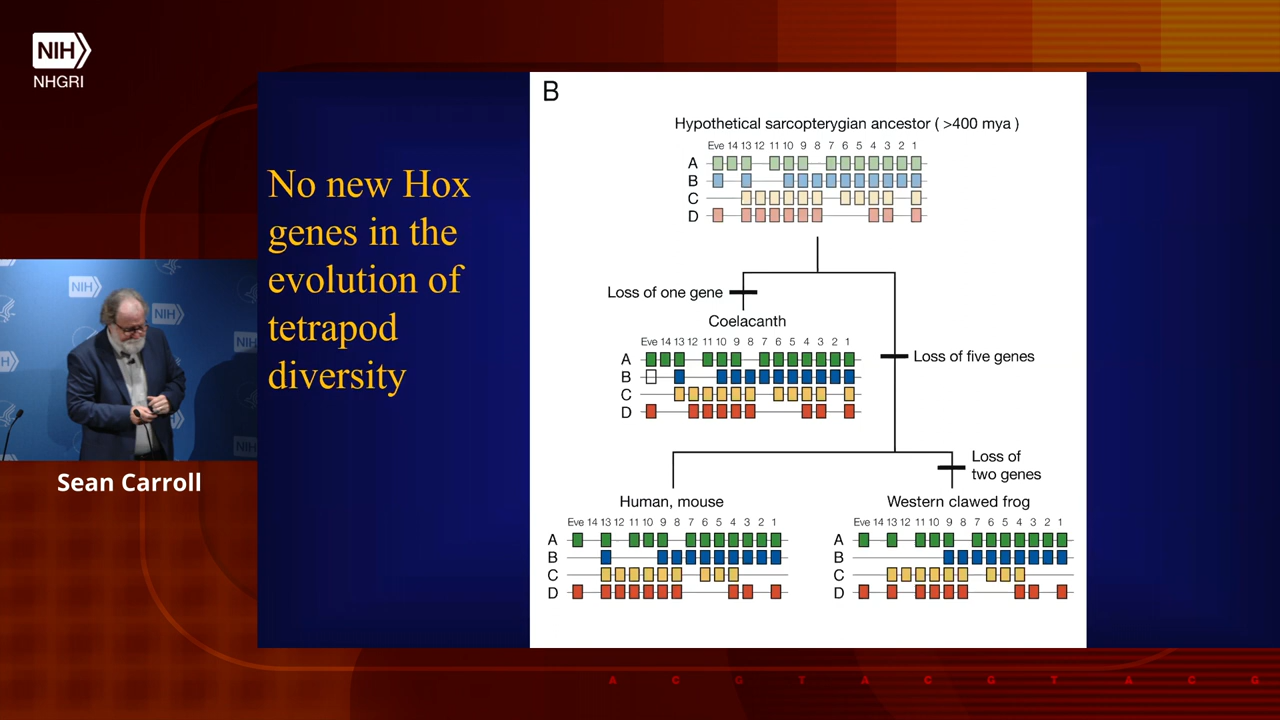 NIH
NHGRI
No new Hox
genes in the
evolution of
tetrapod
diversity
B
Hypothetical sarcopterygian ancestor ( >400 mya )
Eve 14 13 12 11 10 9 8 7 6 5 4 3 2 1
A
B
C
D
Loss of one gene
Coelacanth
Eve 14 13 12 11 10 9 8 7 6 5 4 3 2 1
A
B
C
D
Loss of five genes
Loss of
two genes
Human, mouse
Eve 14 13 12 11 10 9 8 7 6 5 4 3 2 1
A
B
C
D
Western clawed frog
Eve 14 13 12 11 10 9 8 7 6 5 4 3 2 1
A
B
C
D
NIH
NIH
NIH
NIH
Sean Carroll
A C G T A C G T A C G